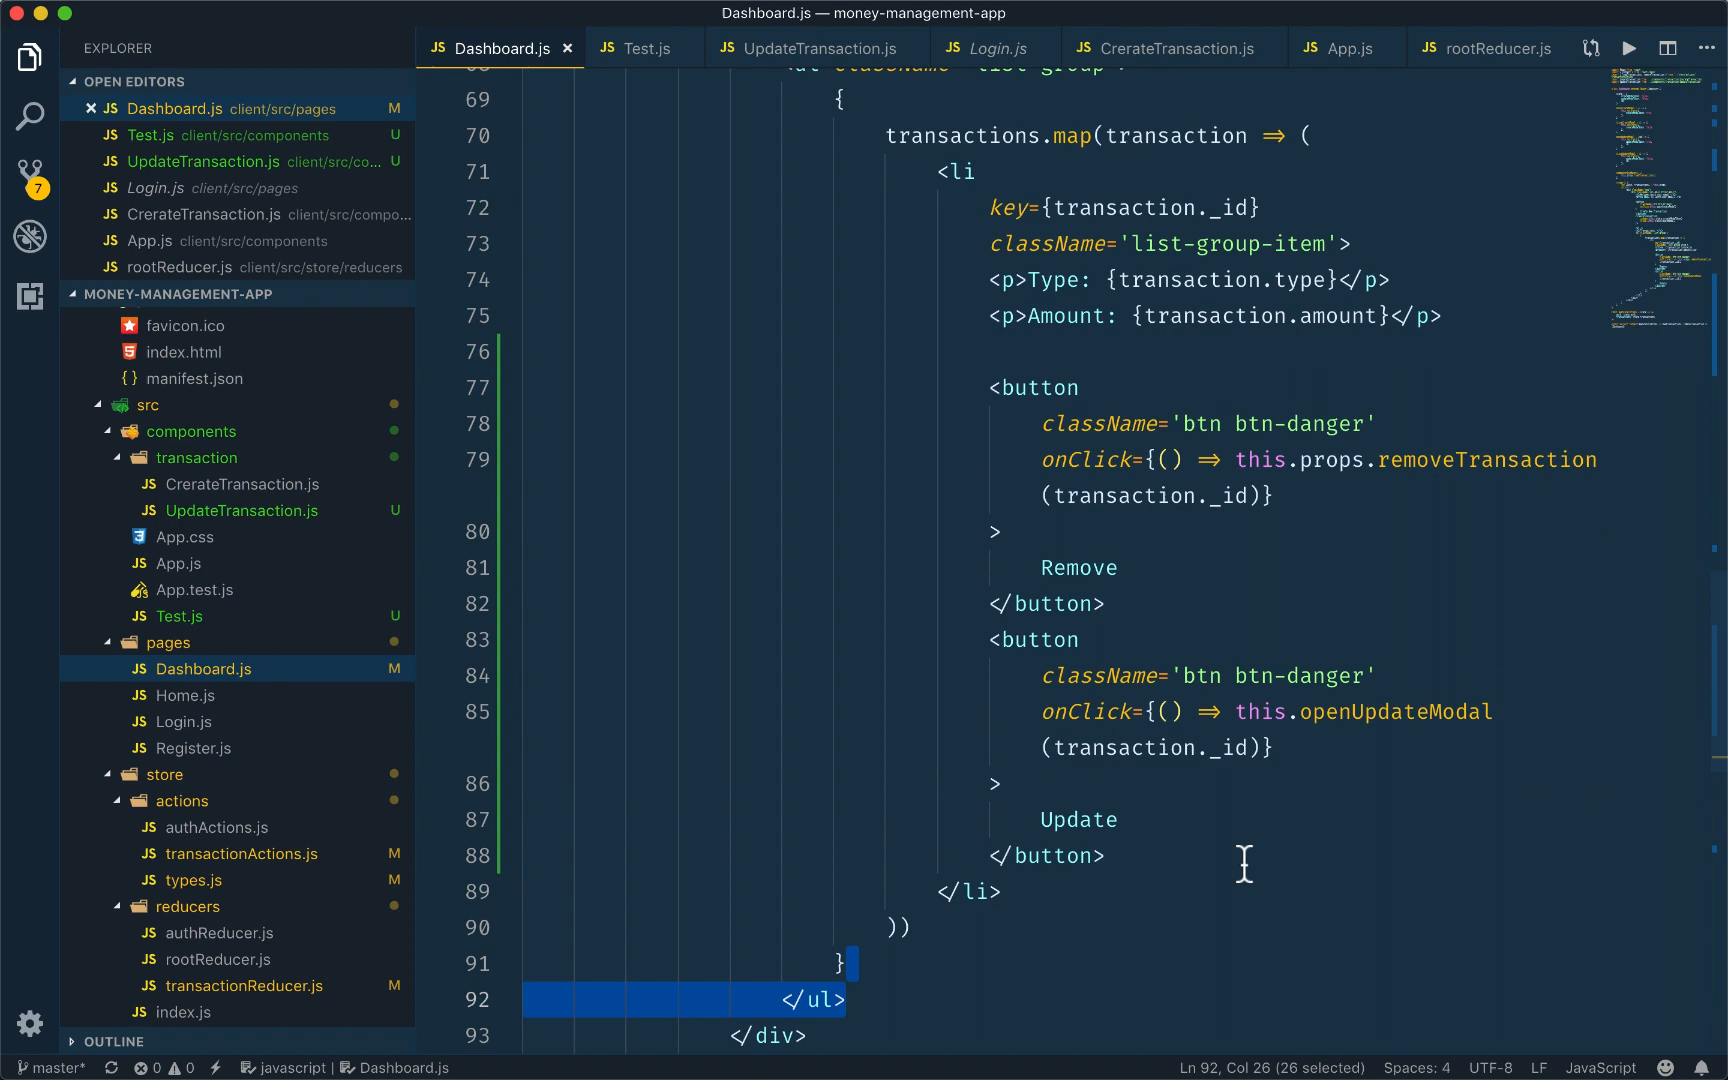 Dashboard.js — money-management-app
EXPLORER
OPEN EDITORS
JS Dashboard.js client/src/pages M
JS Test.js client/src/components U
JS UpdateTransaction.js client/src/co... U
JS Login.js client/src/pages
JS CrerateTransaction.js client/src/compo...
JS App.js client/src/components
JS rootReducer.js client/src/store/reducers
7
MONEY-MANAGEMENT-APP
favicon.ico
index.html
{ } manifest.json
src
components
transaction
JS CrerateTransaction.js
JS UpdateTransaction.js U
App.css
JS App.js
App.test.js
JS Test.js U
pages
JS Dashboard.js M
JS Home.js
JS Login.js
JS Register.js
store
actions
JS authActions.js
JS transactionActions.js M
JS types.js M
reducers
JS authReducer.js
JS rootReducer.js
JS transactionReducer.js M
JS index.js
OUTLINE
JS Dashboard.js JS Test.js JS UpdateTransaction.js JS Login.js JS CrerateTransaction.js JS App.js JS rootReducer.js
69 {
70 transactions.map(transaction => (
71 <li
72 key={transaction._id}
73 className='list-group-item'>
74 <p>Type: {transaction.type}</p>
75 <p>Amount: {transaction.amount}</p>
76
77 <button
78 className='btn btn-danger'
79 onClick={() => this.props.removeTransaction
(transaction._id)}
80 >
81 Remove
82 </button>
83 <button
84 className='btn btn-danger'
85 onClick={() => this.openUpdateModal
(transaction._id)}
86 >
87 Update
88 </button>
89 </li>
90 ))
91 }
92 </ul>
93 </div>
master* 0 0 javascript | Dashboard.js Ln 92, Col 26 (26 selected) Spaces: 4 UTF-8 LF JavaScript